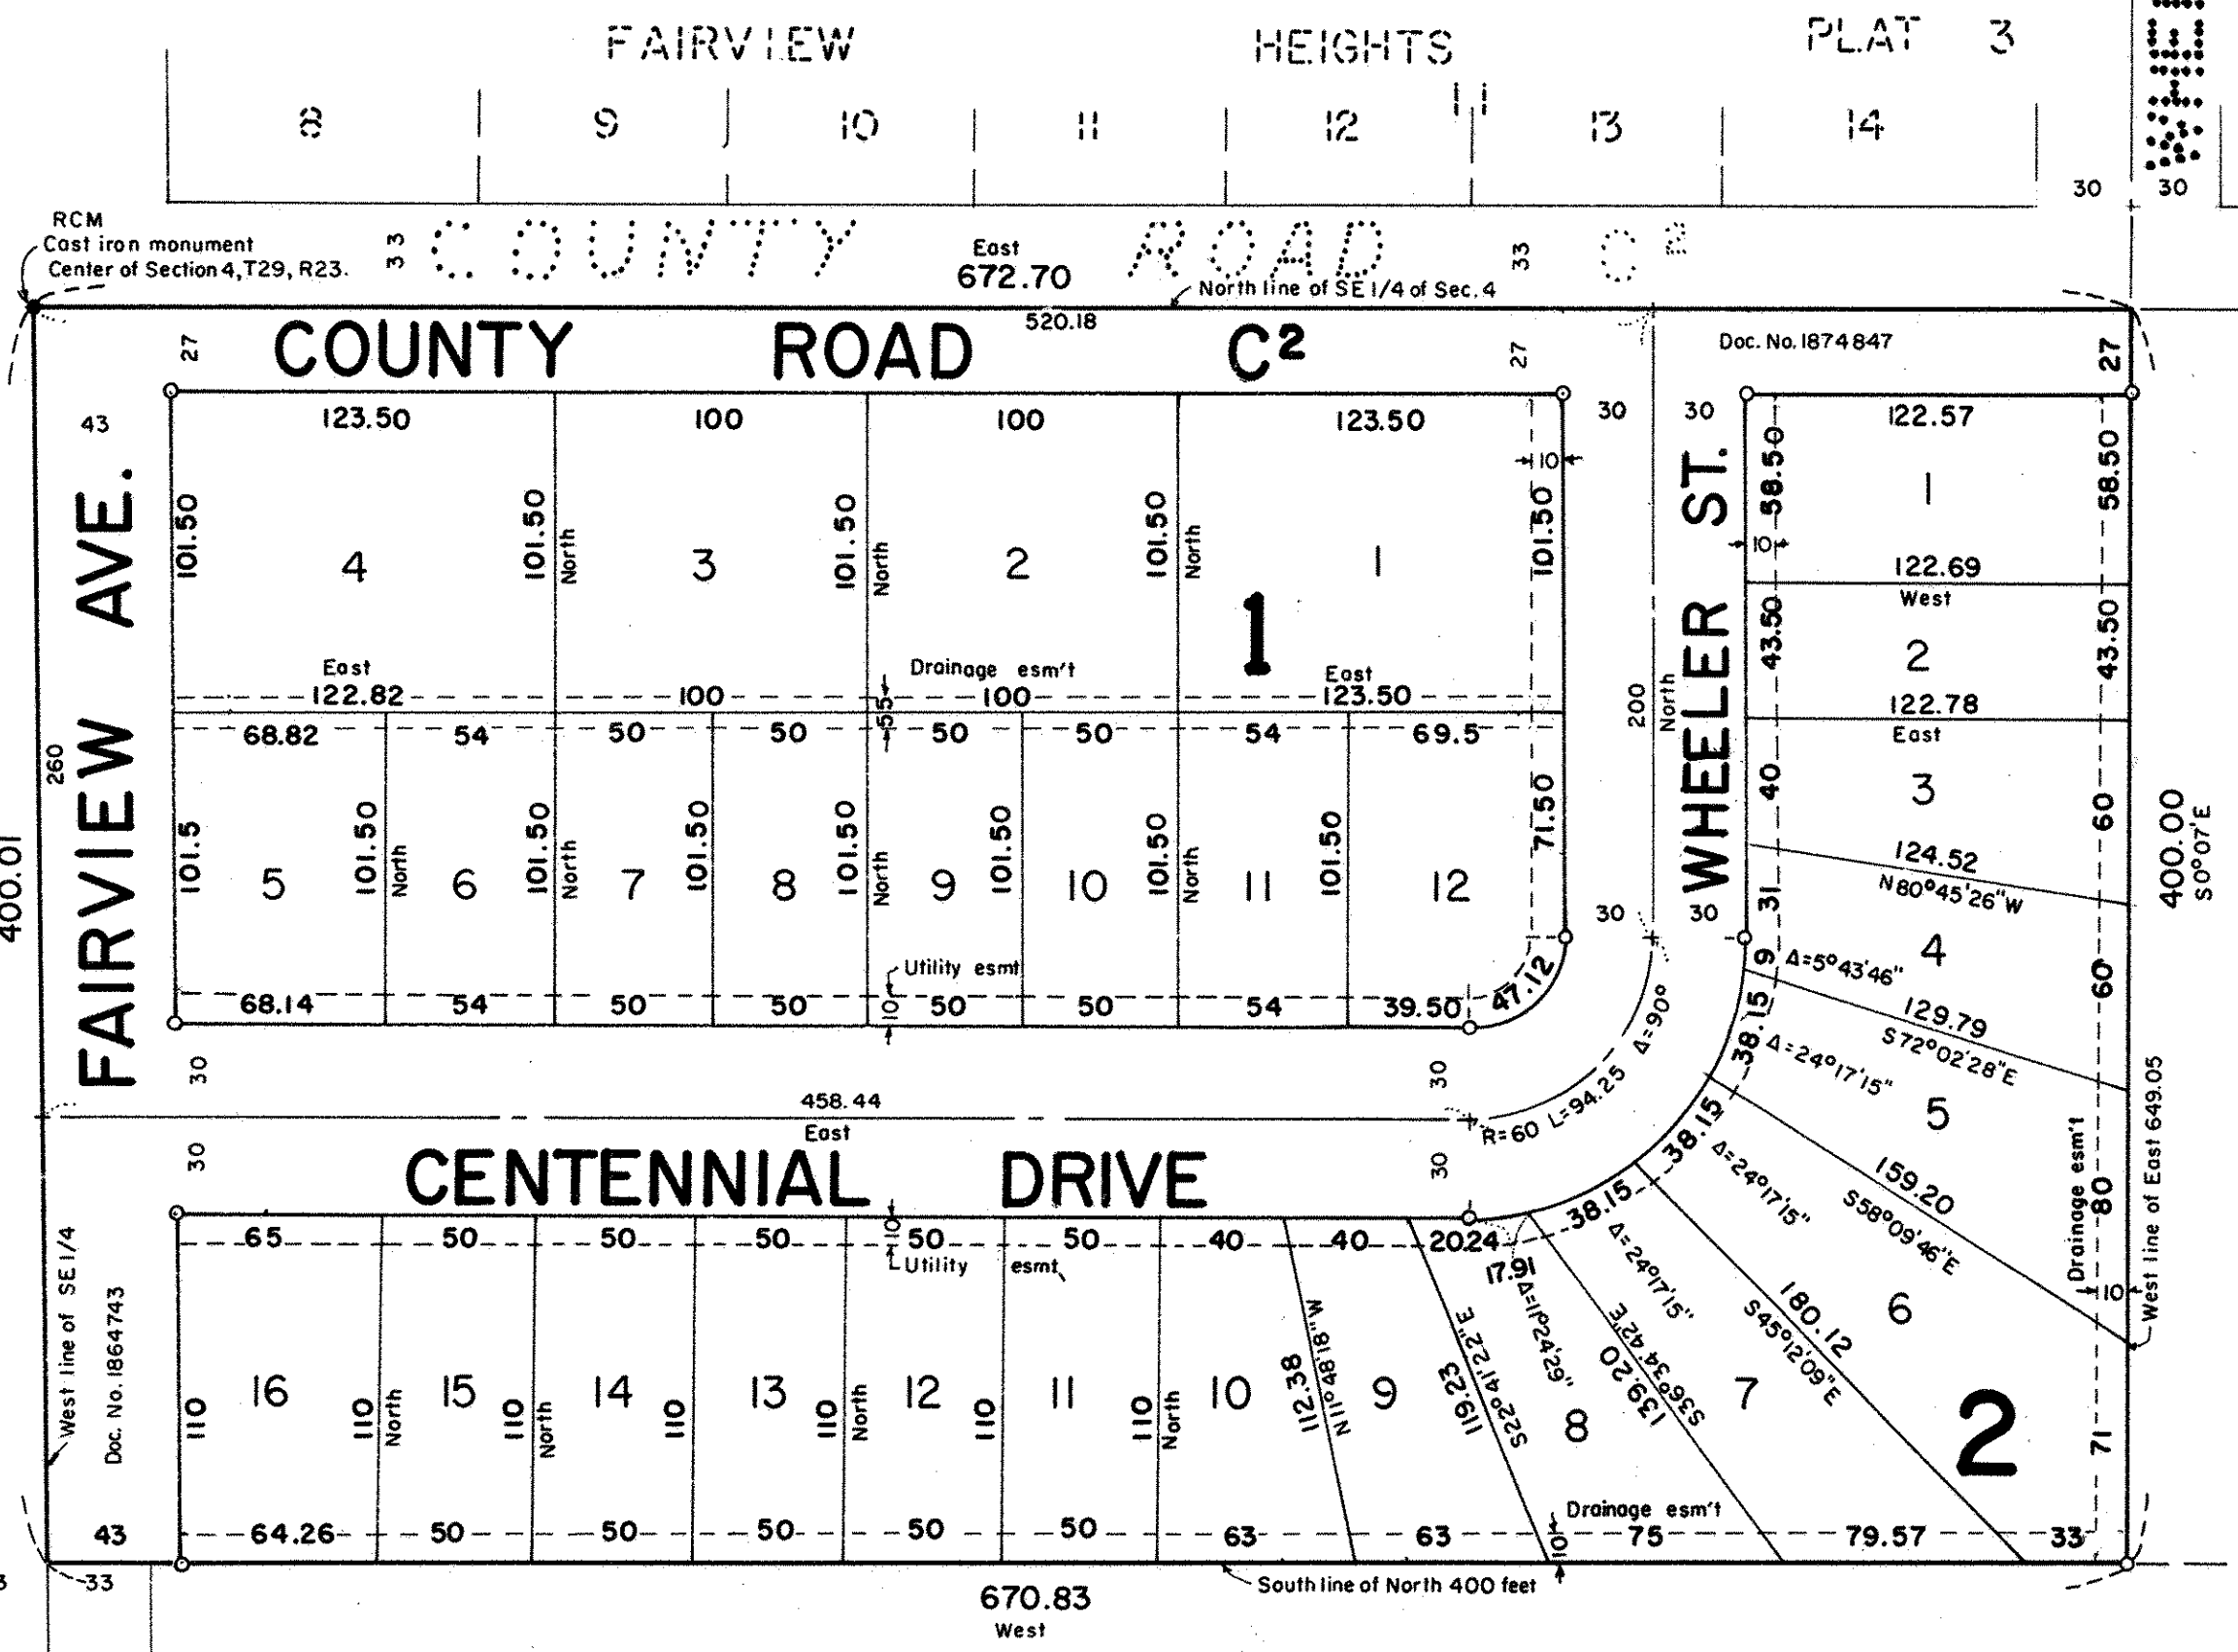 FAIRVIEW HEIGHTS PLAT 3
8 9 10 11 12 13 14
11
30 30
RCM
Cast iron monument
Center of Section 4, T29, R23.
33 COUNTY ROAD 33 C2
East
672.70
North line of SE 1/4 of Sec. 4
520.18
27 COUNTY ROAD C2 27
Doc. No. 1874847
27
43
123.50 100 100 123.50
30 30
122.57
10
101.50 101.50 North 101.50 North 101.50 North 101.50
4 3 2 1
1
58.50 1 58.50
10
122.69
West
43.50 2 43.50
122.78
East
FAIRVIEW AVE.
WHEELER ST.
200
North
East Drainage esm't East
122.82 100 100 123.50
5 5
68.82 54 50 50 50 50 54 69.5
260
400.01
101.5 101.50 North 101.50 North 101.50 101.50 North 101.50 101.50 North 101.50 71.50
5 6 7 8 9 10 11 12
40 3 60
124.52
N80°45'26"W
400.00
S0°07'E
31
30 30
4
9 Δ=5°43'46"
60
129.79
S72°02'28"E
Utility esmt
68.14 54 50 50 10 50 50 54 39.50 47.12
38.15 Δ=24°17'15"
5
30 30
458.44
East
R=60 L=94.25 Δ=90°
38.15 Δ=24°17'15"
159.20
S58°09'46"E
80
Drainage esm't
West line of East 649.05
30 30
CENTENNIAL DRIVE
10
65 50 50 50 50 50 40 40 20.24
17.91
38.15
Utility esmt
Δ=11°24'29"
Δ=24°17'15"
6
10
180.12
S45°12'09"E
West line of SE 1/4
Doc. No. 1864743
110 110 North 110 North 110 110 North 110 110 North
16 15 14 13 12 11 10 9 8 7
112.38
N11°48'18"W
119.23
S22°41'22"E
139.20
S36°34'42"E
2
71
Drainage esm't
43
64.26 50 50 50 50 50 63 63 10 75 79.57 33
33
South line of North 400 feet
670.83
West